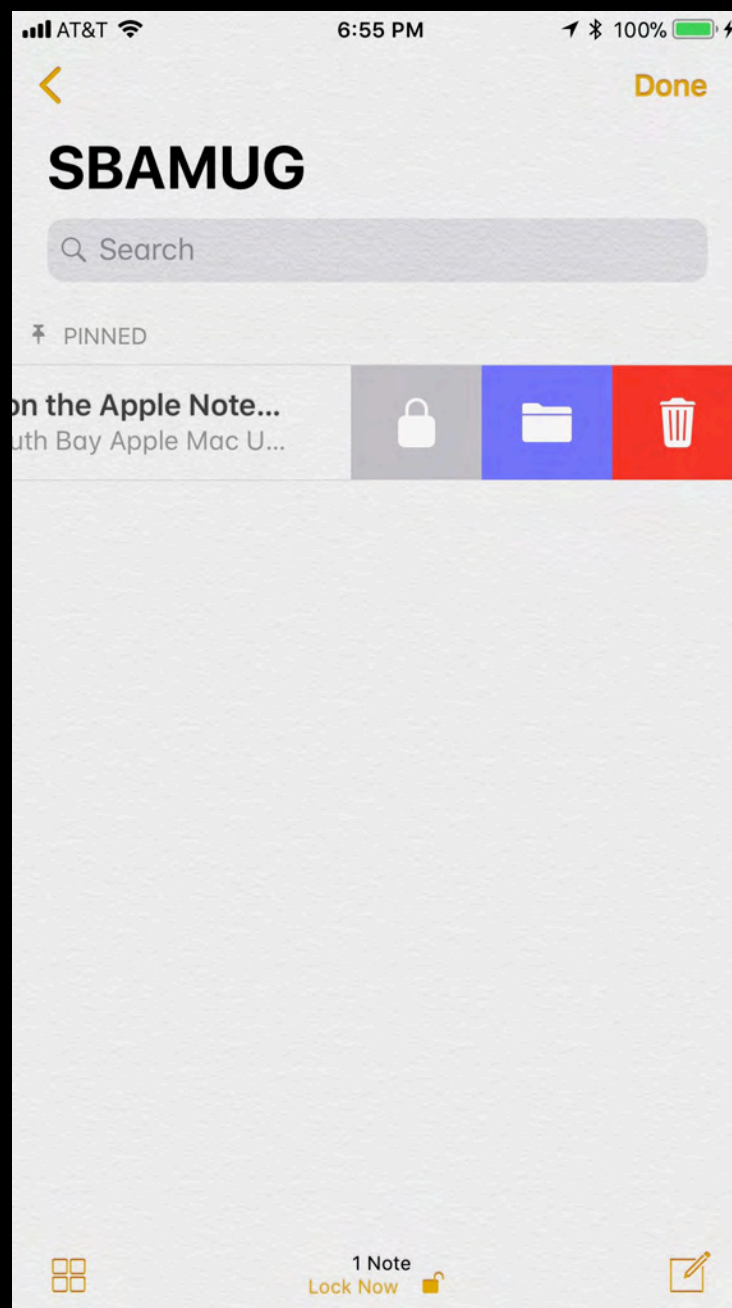 AT&T 6:55 PM 100%
Done
SBAMUG
Search
PINNED
on the Apple Note...
uth Bay Apple Mac U...
1 Note
Lock Now